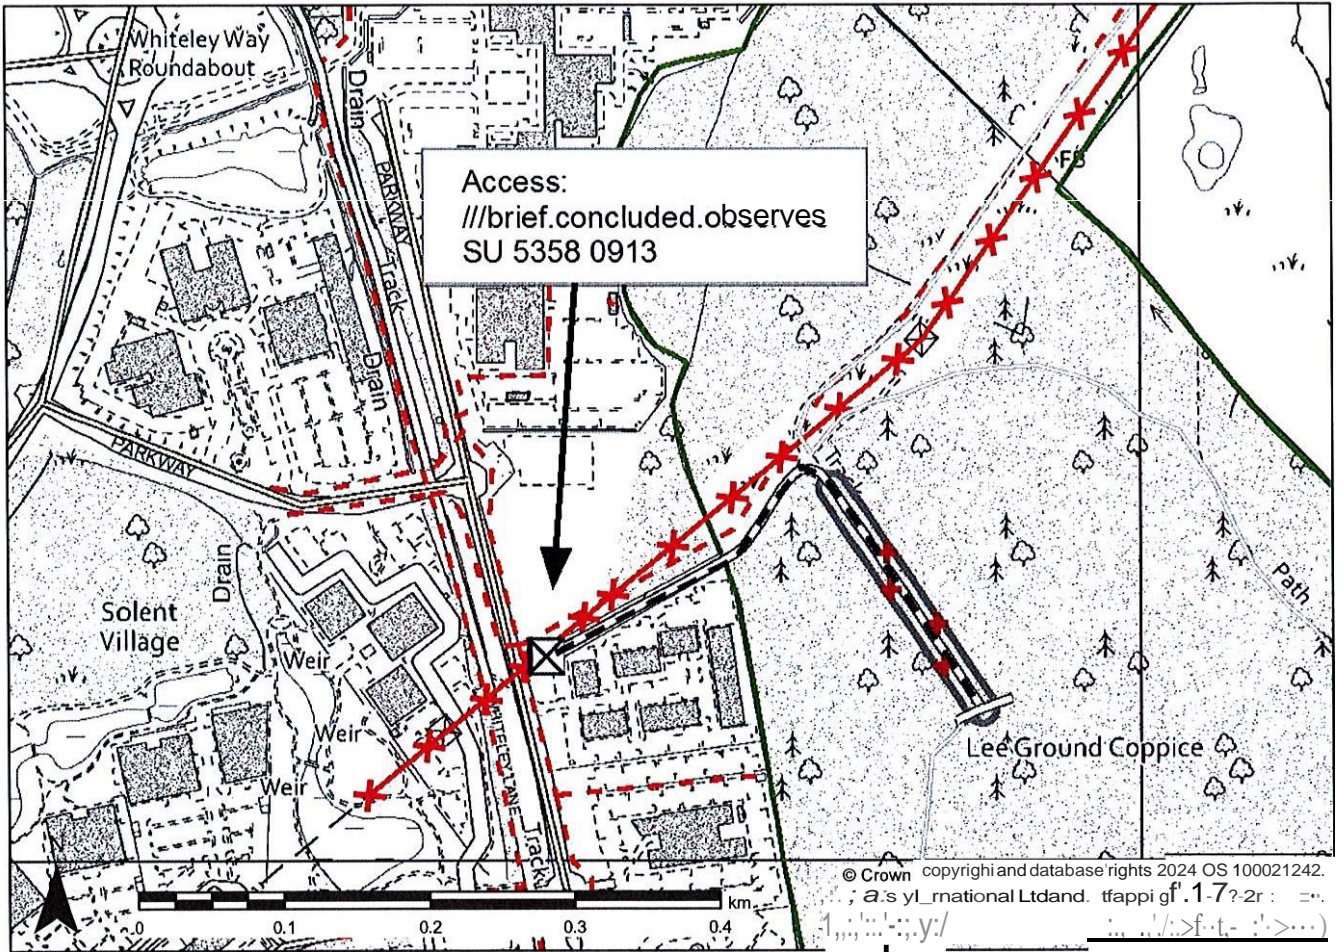 Whiteley Way
Roundabout
Drain
PARKWAY
Track
Access:
///brief.concluded.observes
SU 5358 0913
FB
Drain
PARKWAY
Drain
Path
Solent
Village
Weir
Weir
Weir
Lee Ground Coppice
Track
0.0
0.1
0.2
0.3
0.4
km
© Crown copyrighi and database rights 2024 OS 100021242.